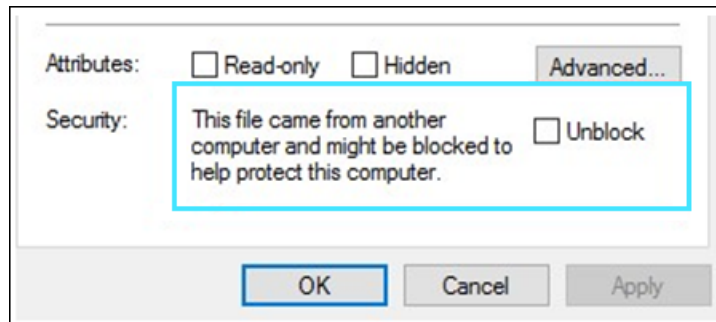 Attributes: Read-only Hidden Advanced...
Security: This file came from another
computer and might be blocked to
help protect this computer.
Unblock
OK Cancel Apply